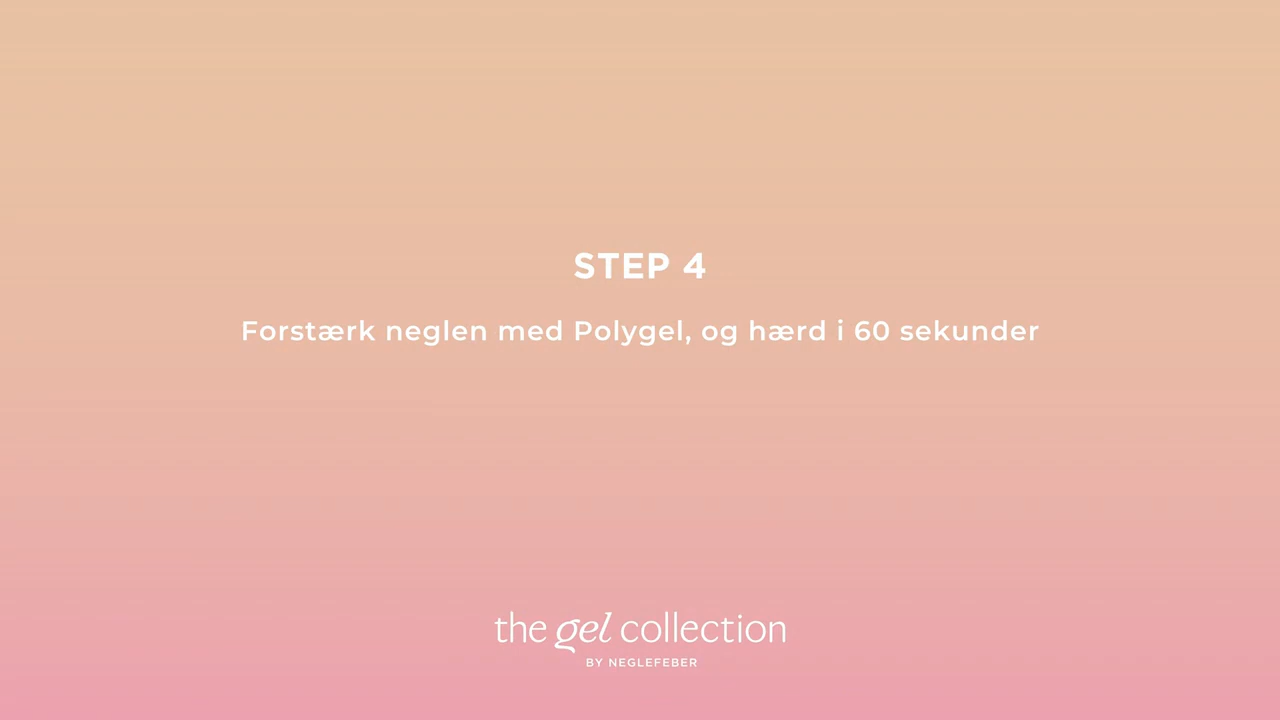 STEP 4
Forstærk neglen med Polygel, og hærd i 60 sekunder
the gel collection
BY NEGLEFEBER